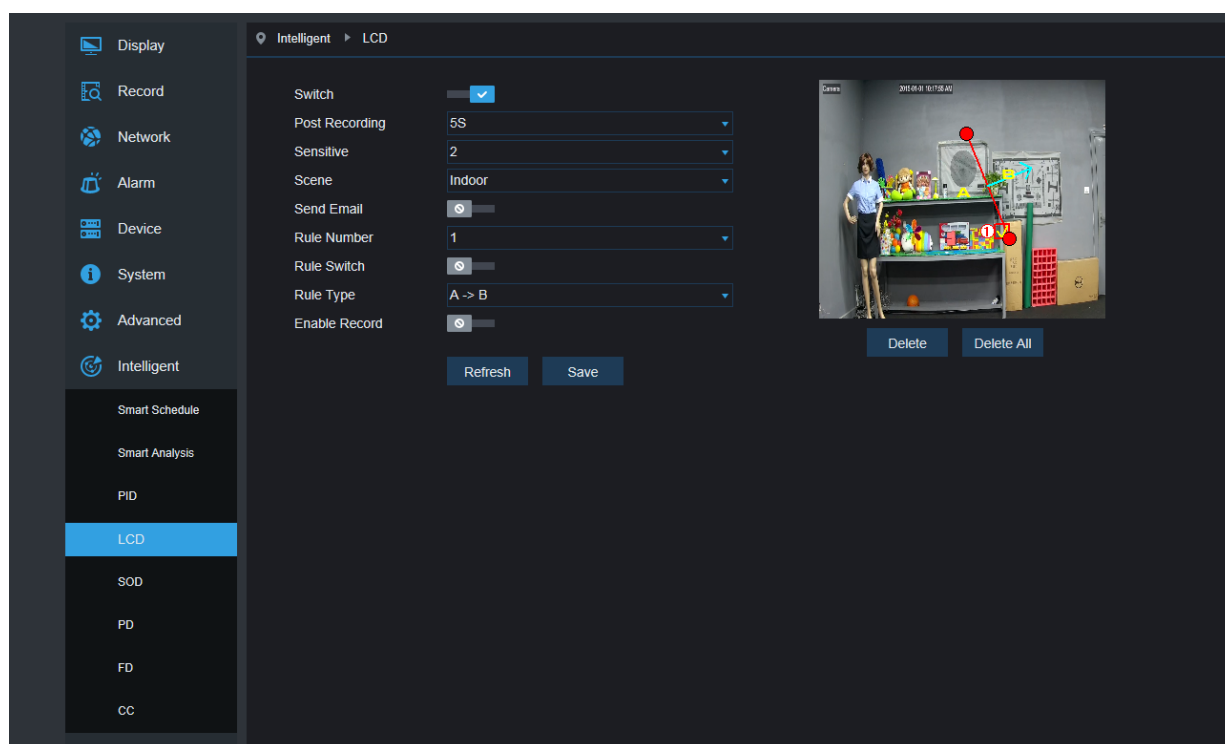 Display
Record
Network
Alarm
Device
System
Advanced
Intelligent
Smart Schedule
Smart Analysis
PID
LCD
SOD
PD
FD
CC
Intelligent LCD
Switch
Post Recording 5S
Sensitive 2
Scene Indoor
Send Email
Rule Number 1
Rule Switch
Rule Type A -> B
Enable Record
Refresh Save
Camera
A
B
1
Delete Delete All